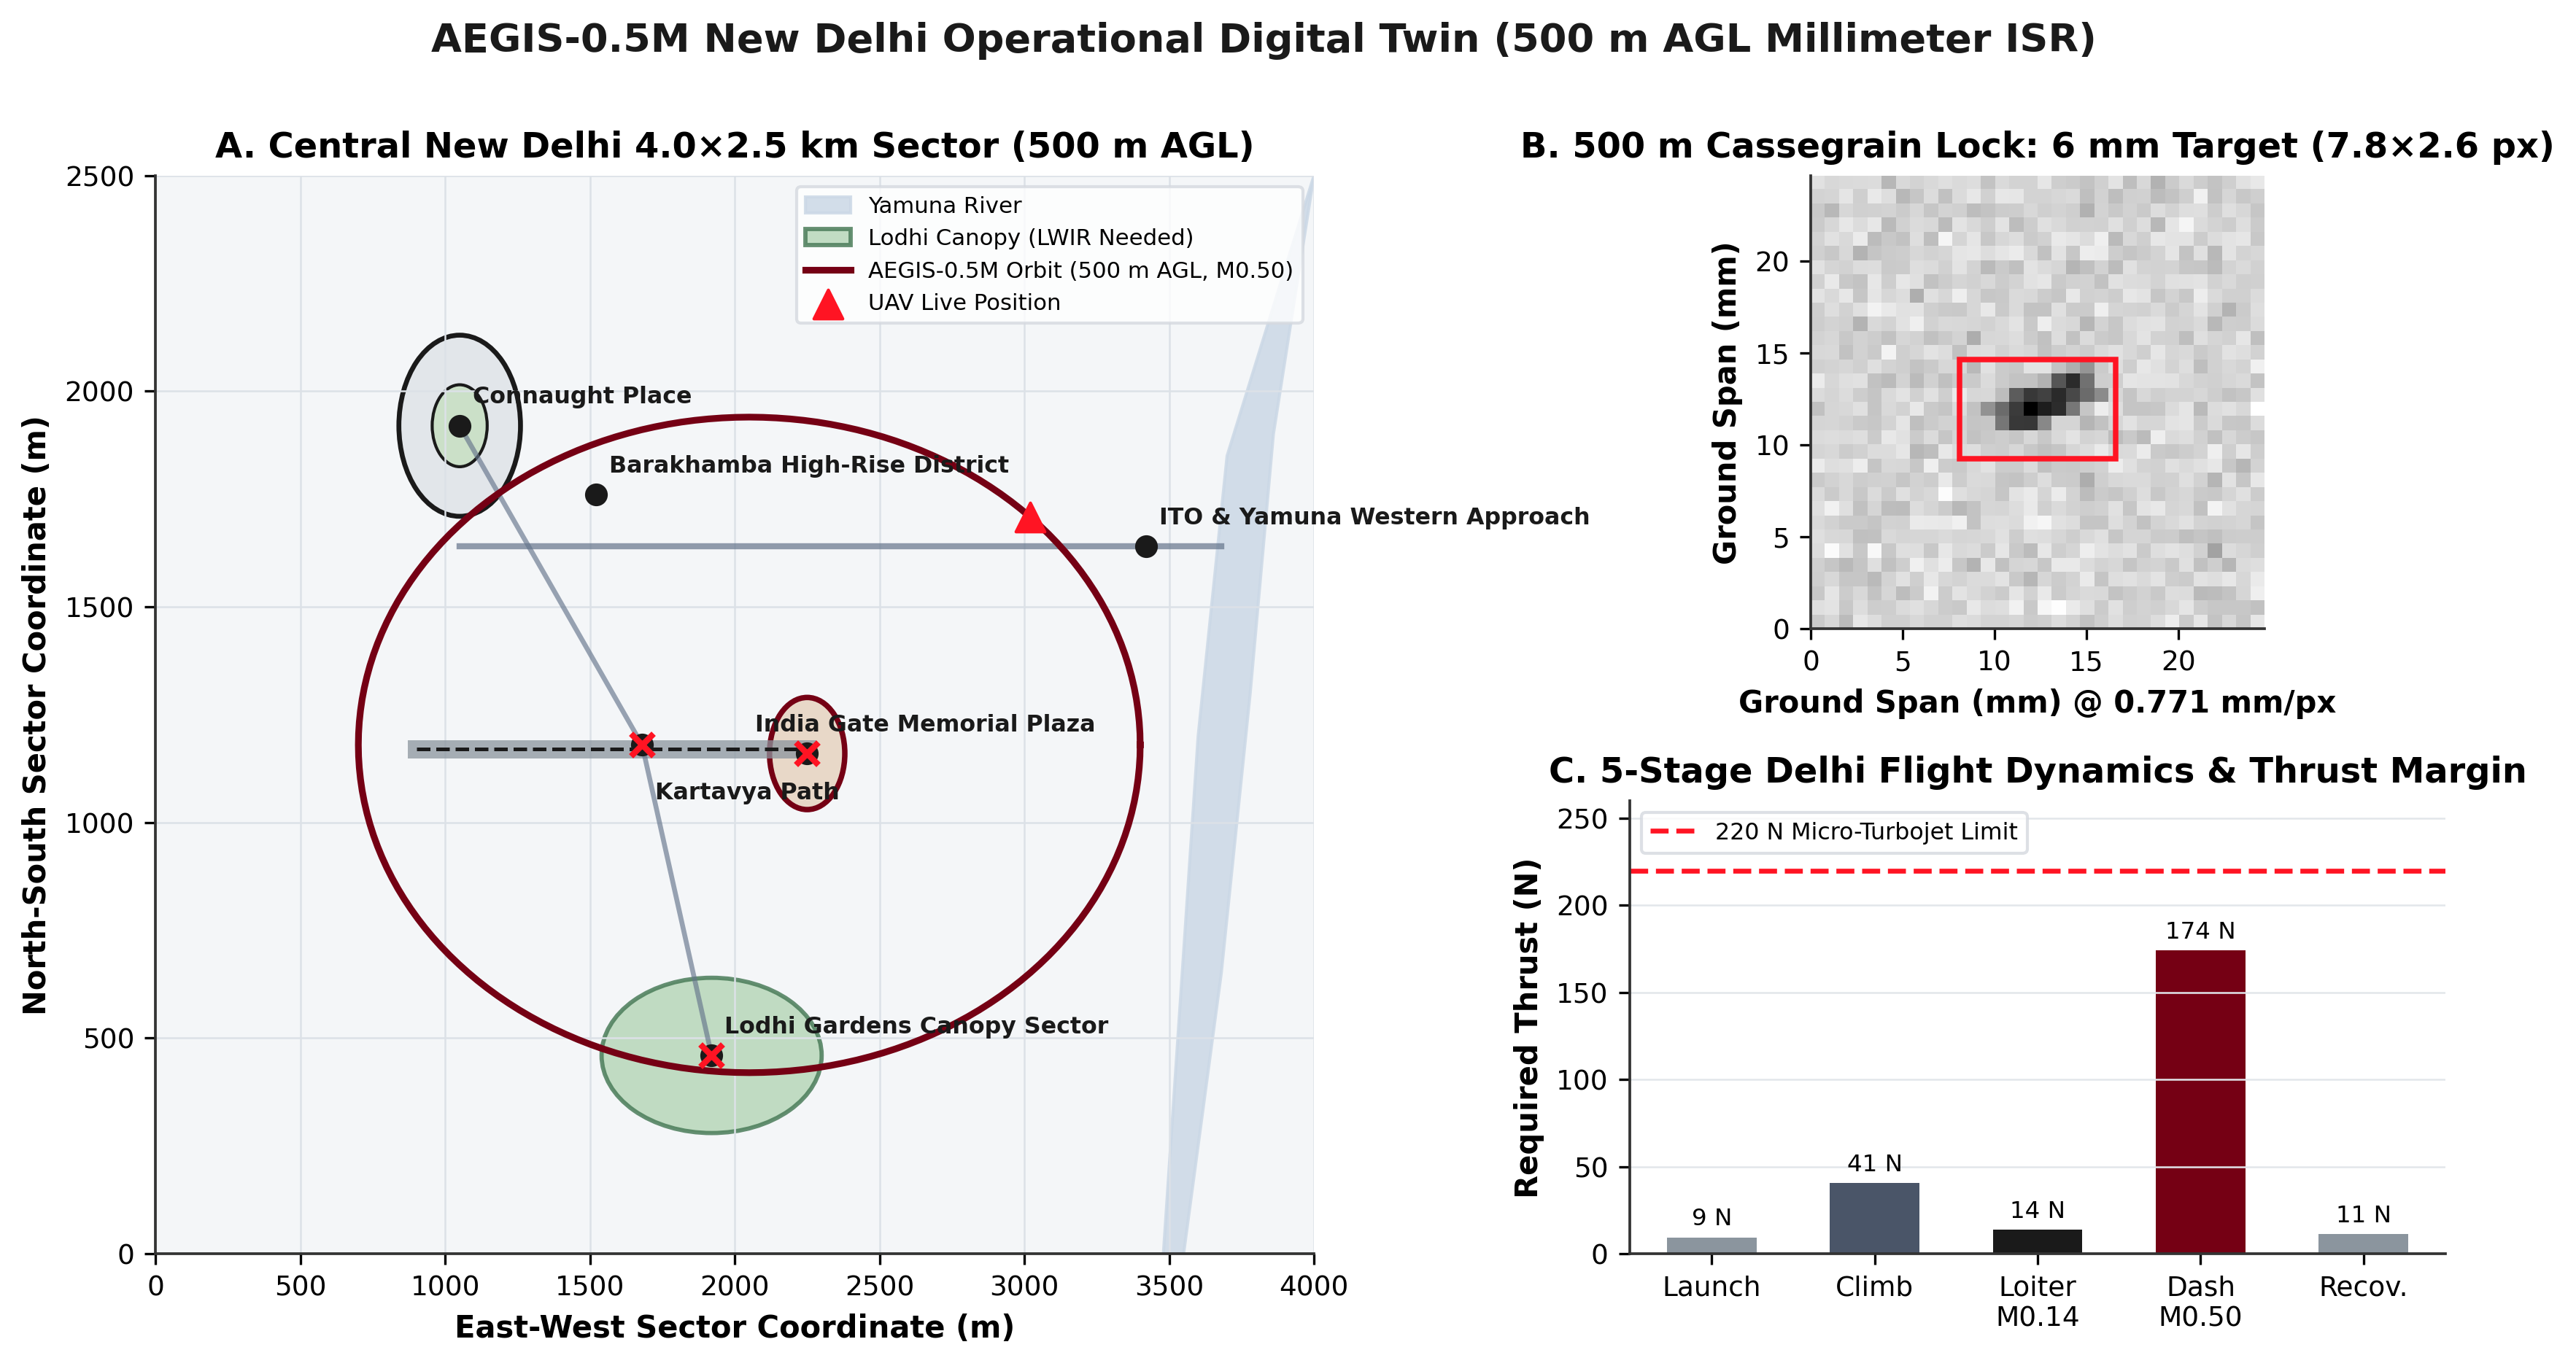 AEGIS-0.5M New Delhi Operational Digital Twin (500 m AGL Millimeter ISR)
A. Central New Delhi 4.0×2.5 km Sector (500 m AGL)
North-South Sector Coordinate (m)
2500
2000
1500
1000
500
0
Yamuna River
Lodhi Canopy (LWIR Needed)
AEGIS-0.5M Orbit (500 m AGL, M0.50)
UAV Live Position
Connaught Place
Barakhamba High-Rise District
ITO & Yamuna Western Approach
India Gate Memorial Plaza
Kartavya Path
Lodhi Gardens Canopy Sector
0 500 1000 1500 2000 2500 3000 3500 4000
East-West Sector Coordinate (m)
B. 500 m Cassegrain Lock: 6 mm Target (7.8×2.6 px)
Ground Span (mm)
20
15
10
5
0
0 5 10 15 20
Ground Span (mm) @ 0.771 mm/px
C. 5-Stage Delhi Flight Dynamics & Thrust Margin
Required Thrust (N)
250
200
150
100
50
0
220 N Micro-Turbojet Limit
9 N
41 N
14 N
174 N
11 N
Launch Climb Loiter Dash Recov.
M0.14 M0.50